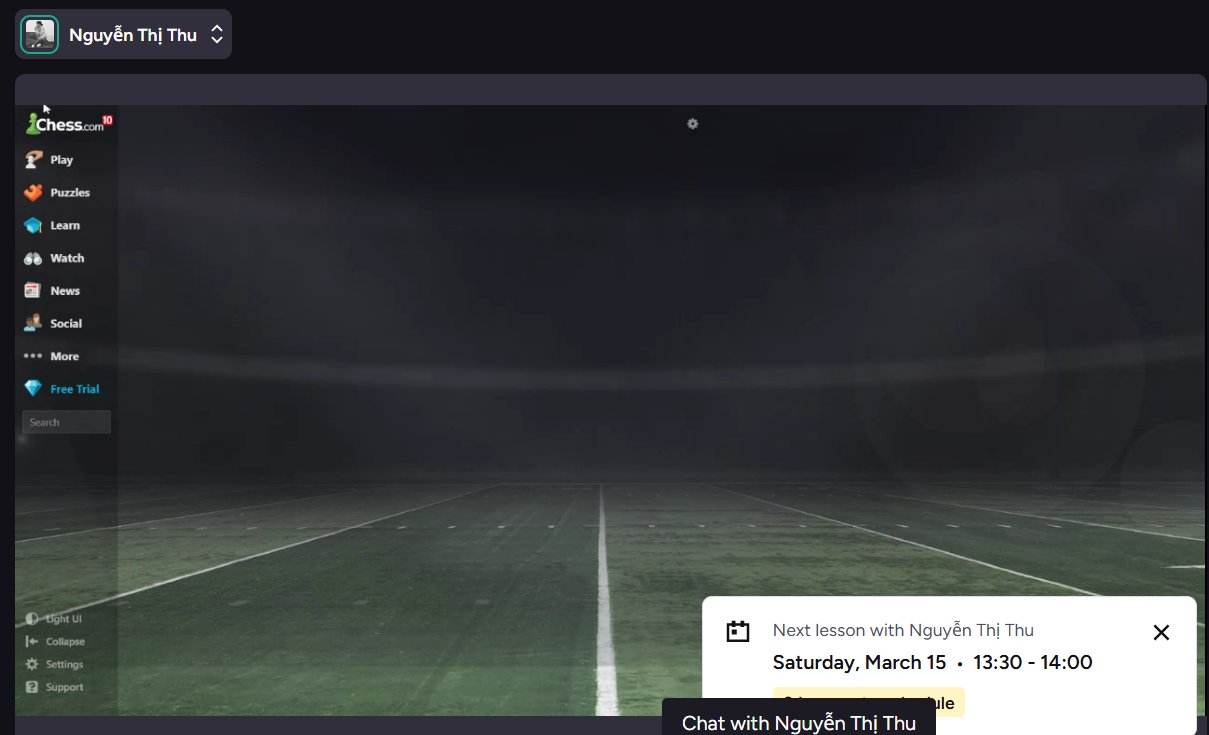 Nguyễn Thị Thu
Chess.com 10
Play
Puzzles
Learn
Watch
News
Social
More
Free Trial
Search
Light UI
Collapse
Settings
Support
Next lesson with Nguyễn Thị Thu
Saturday, March 15 • 13:30 - 14:00
Chat with Nguyễn Thị Thu